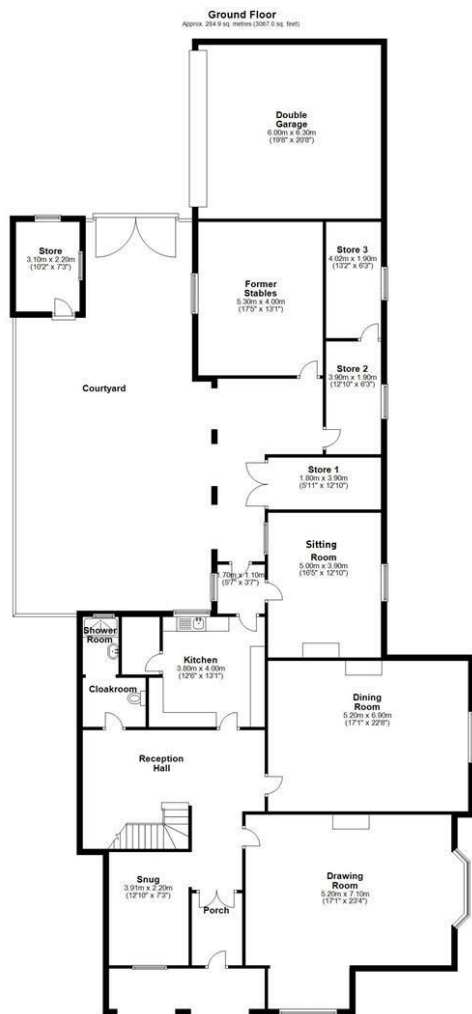 Ground Floor
Approx. 284.9 sq. metres (3067.0 sq. feet)
Double
Garage
6.00m x 6.30m
(19'8" x 20'8")
Store
3.10m x 2.20m
(10'2" x 7'3")
Former
Stables
5.30m x 4.00m
(17'5" x 13'1")
Store 3
4.02m x 1.90m
(13'2" x 6'3")
Courtyard
Store 2
3.90m x 1.90m
(12'10" x 6'3")
Store 1
1.80m x 3.90m
(5'11" x 12'10")
Sitting
Room
5.00m x 3.90m
(16'5" x 12'10")
1.70m x 1.10m
(5'7" x 3'7")
Shower
Room
Kitchen
3.80m x 4.00m
(12'6" x 13'1")
Cloakroom
Dining
Room
5.20m x 6.90m
(17'1" x 22'8")
Reception
Hall
Snug
3.91m x 2.20m
(12'10" x 7'3")
Drawing
Room
5.20m x 7.10m
(17'1" x 23'4")
Porch